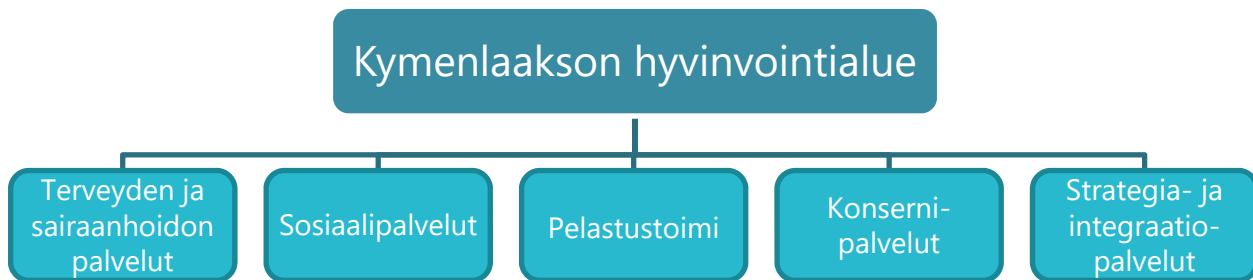 Kymenlaakson hyvinvointialue
Terveyden ja
sairaanhoidon
palvelut
Sosiaalipalvelut
Pelastustoimi
Konserni-
palvelut
Strategia- ja
integraatio-
palvelut